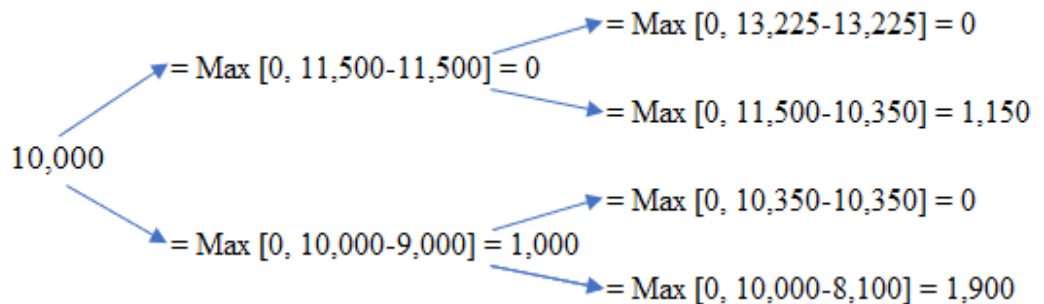 = Max [0, 13,225-13,225] = 0
= Max [0, 11,500-11,500] = 0
= Max [0, 11,500-10,350] = 1,150
10,000
= Max [0, 10,350-10,350] = 0
= Max [0, 10,000-9,000] = 1,000
= Max [0, 10,000-8,100] = 1,900